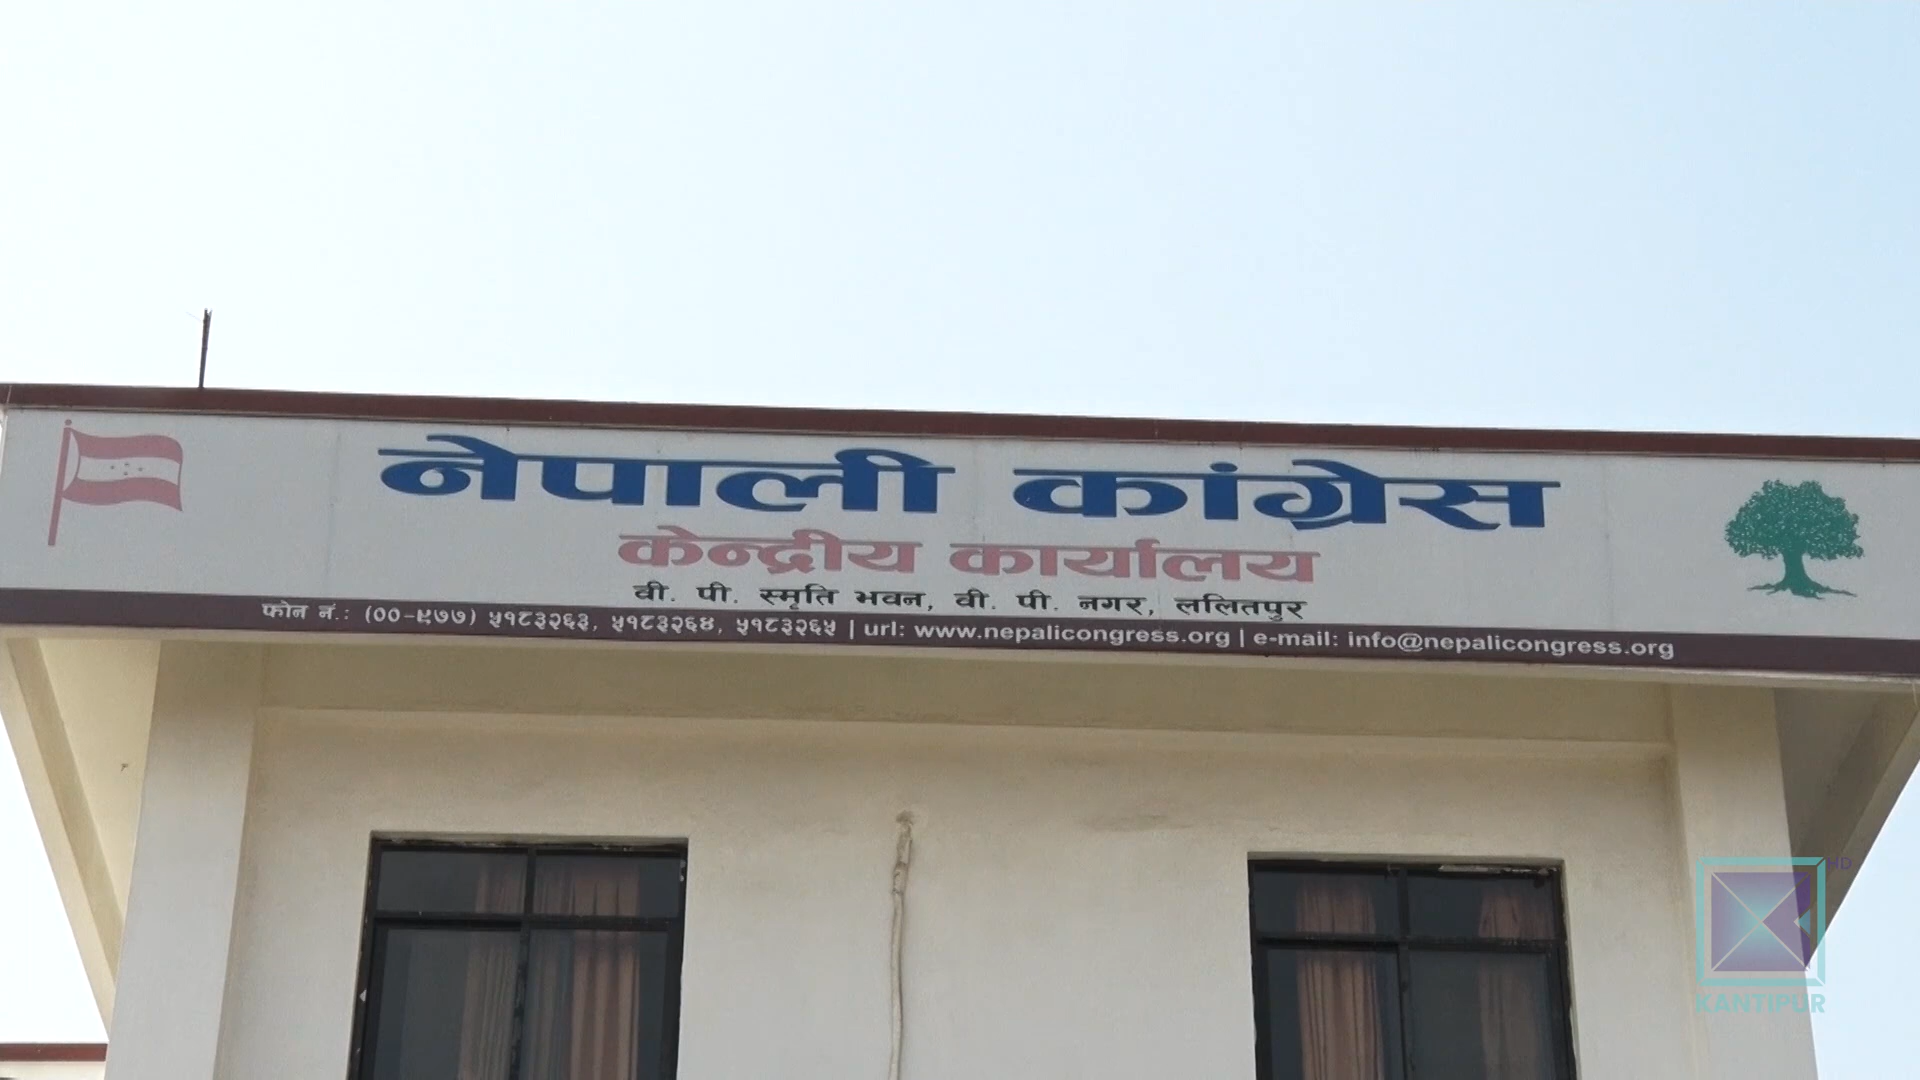 नेपाली कांग्रेस
केन्द्रीय कार्यालय
वी. पी. स्मृति भवन, वी. पी. नगर, ललितपुर
फोन नं.: (००-९७७) ५१८३२६३, ५१८३२६४, ५१८३२६५ | url: www.nepalicongress.org | e-mail: info@nepalicongress.org
HD
KANTIPUR